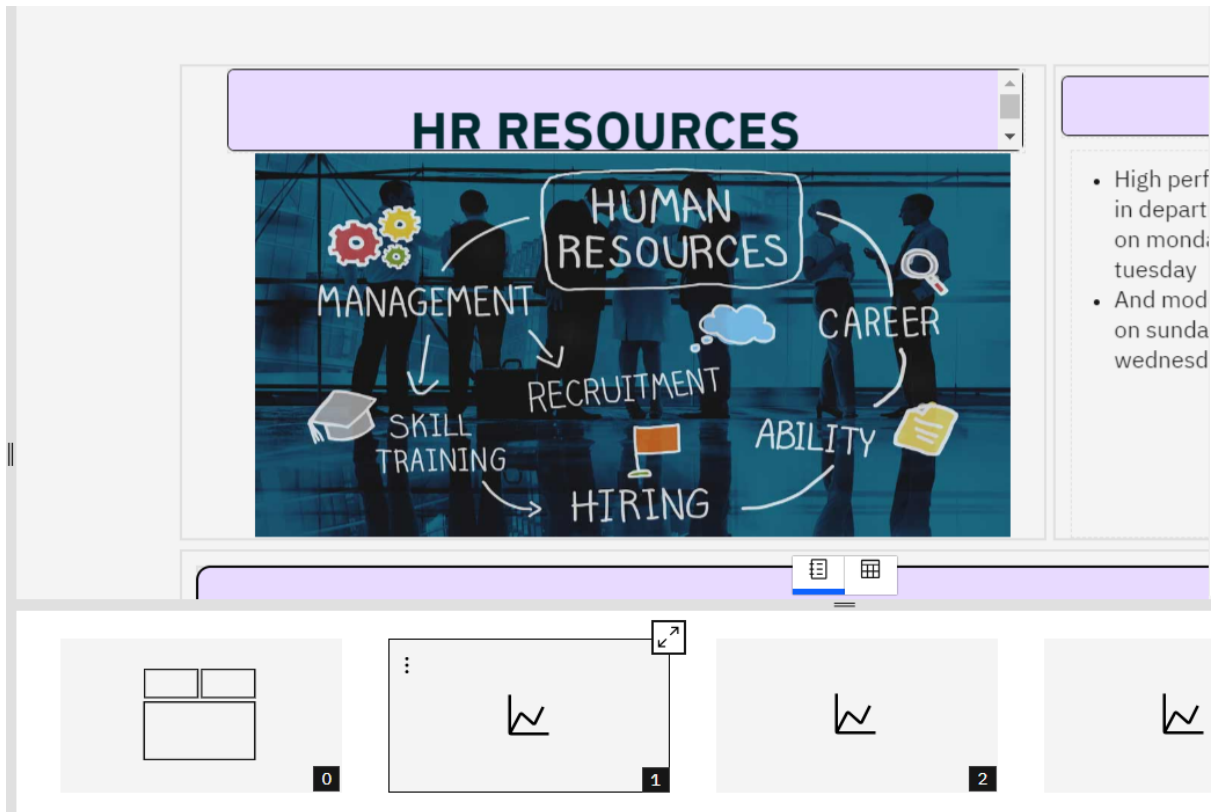 HR RESOURCES
HUMAN
RESOURCES
MANAGEMENT
CAREER
RECRUITMENT
SKILL
TRAINING
ABILITY
HIRING
• High perf
in depart
on monda
tuesday
• And mod
on sunda
wednesd
0
1
2